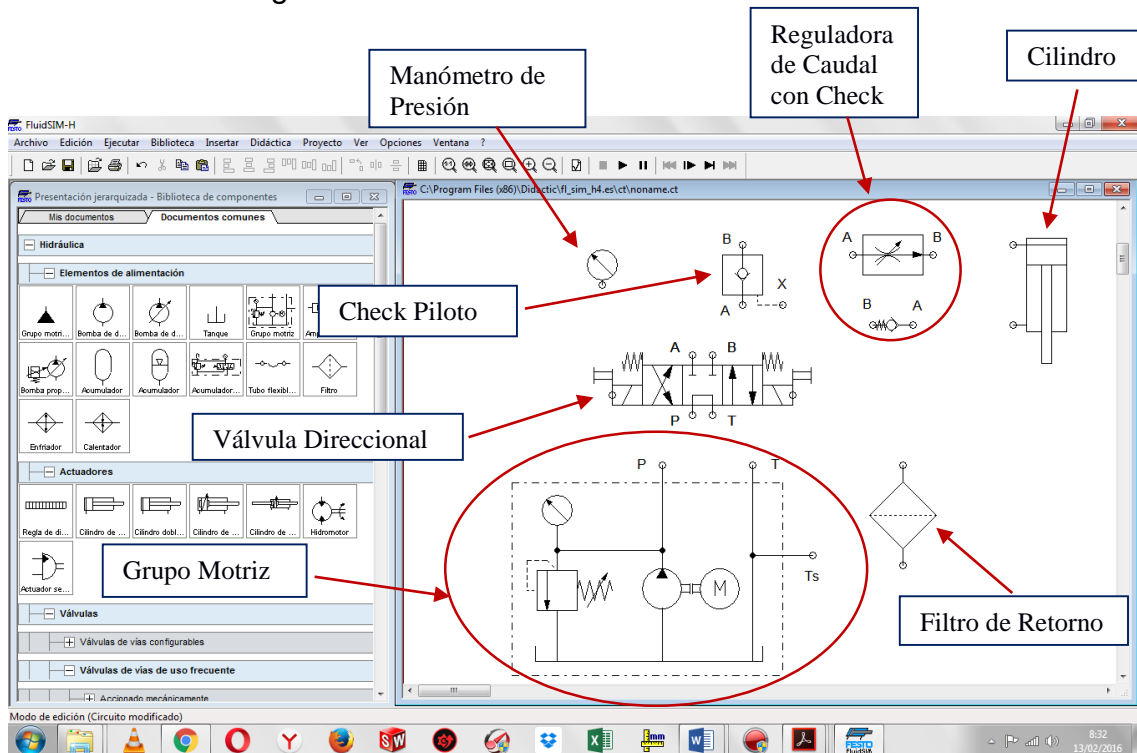 Reguladora
de Caudal
con Check
Cilindro
Manómetro de
Presión
FluidSIM-H
Archivo Edición Ejecutar Biblioteca Insertar Didáctica Proyecto Ver Opciones Ventana ?
Presentación jerarquizada - Biblioteca de componentes
C:\Program Files (x86)\Didactic\fl_sim_h4.es\ct\noname.ct
Mis documentos Documentos comunes
Hidráulica
Elementos de alimentación
Grupo motri... Bomba de d... Bomba de d... Tanque Grupo motriz
Bomba prop... Acumulador Acumulador Acumulador... Tubo flexibl... Filtro
Enfriador Calentador
Actuadores
Regla de di... Cilindro de ... Cilindro dobl... Cilindro de ... Cilindro de ... Hidromotor
Actuador se...
Válvulas
Válvulas de vías configurables
Válvulas de vías de uso frecuente
Accionado mecánicamente
Check Piloto
B
X
A
A B
B A
A B
P T
Válvula Direccional
P T
Ts
M
Grupo Motriz
Filtro de Retorno
Modo de edición (Circuito modificado)
FESTO
8:32
13/02/2016